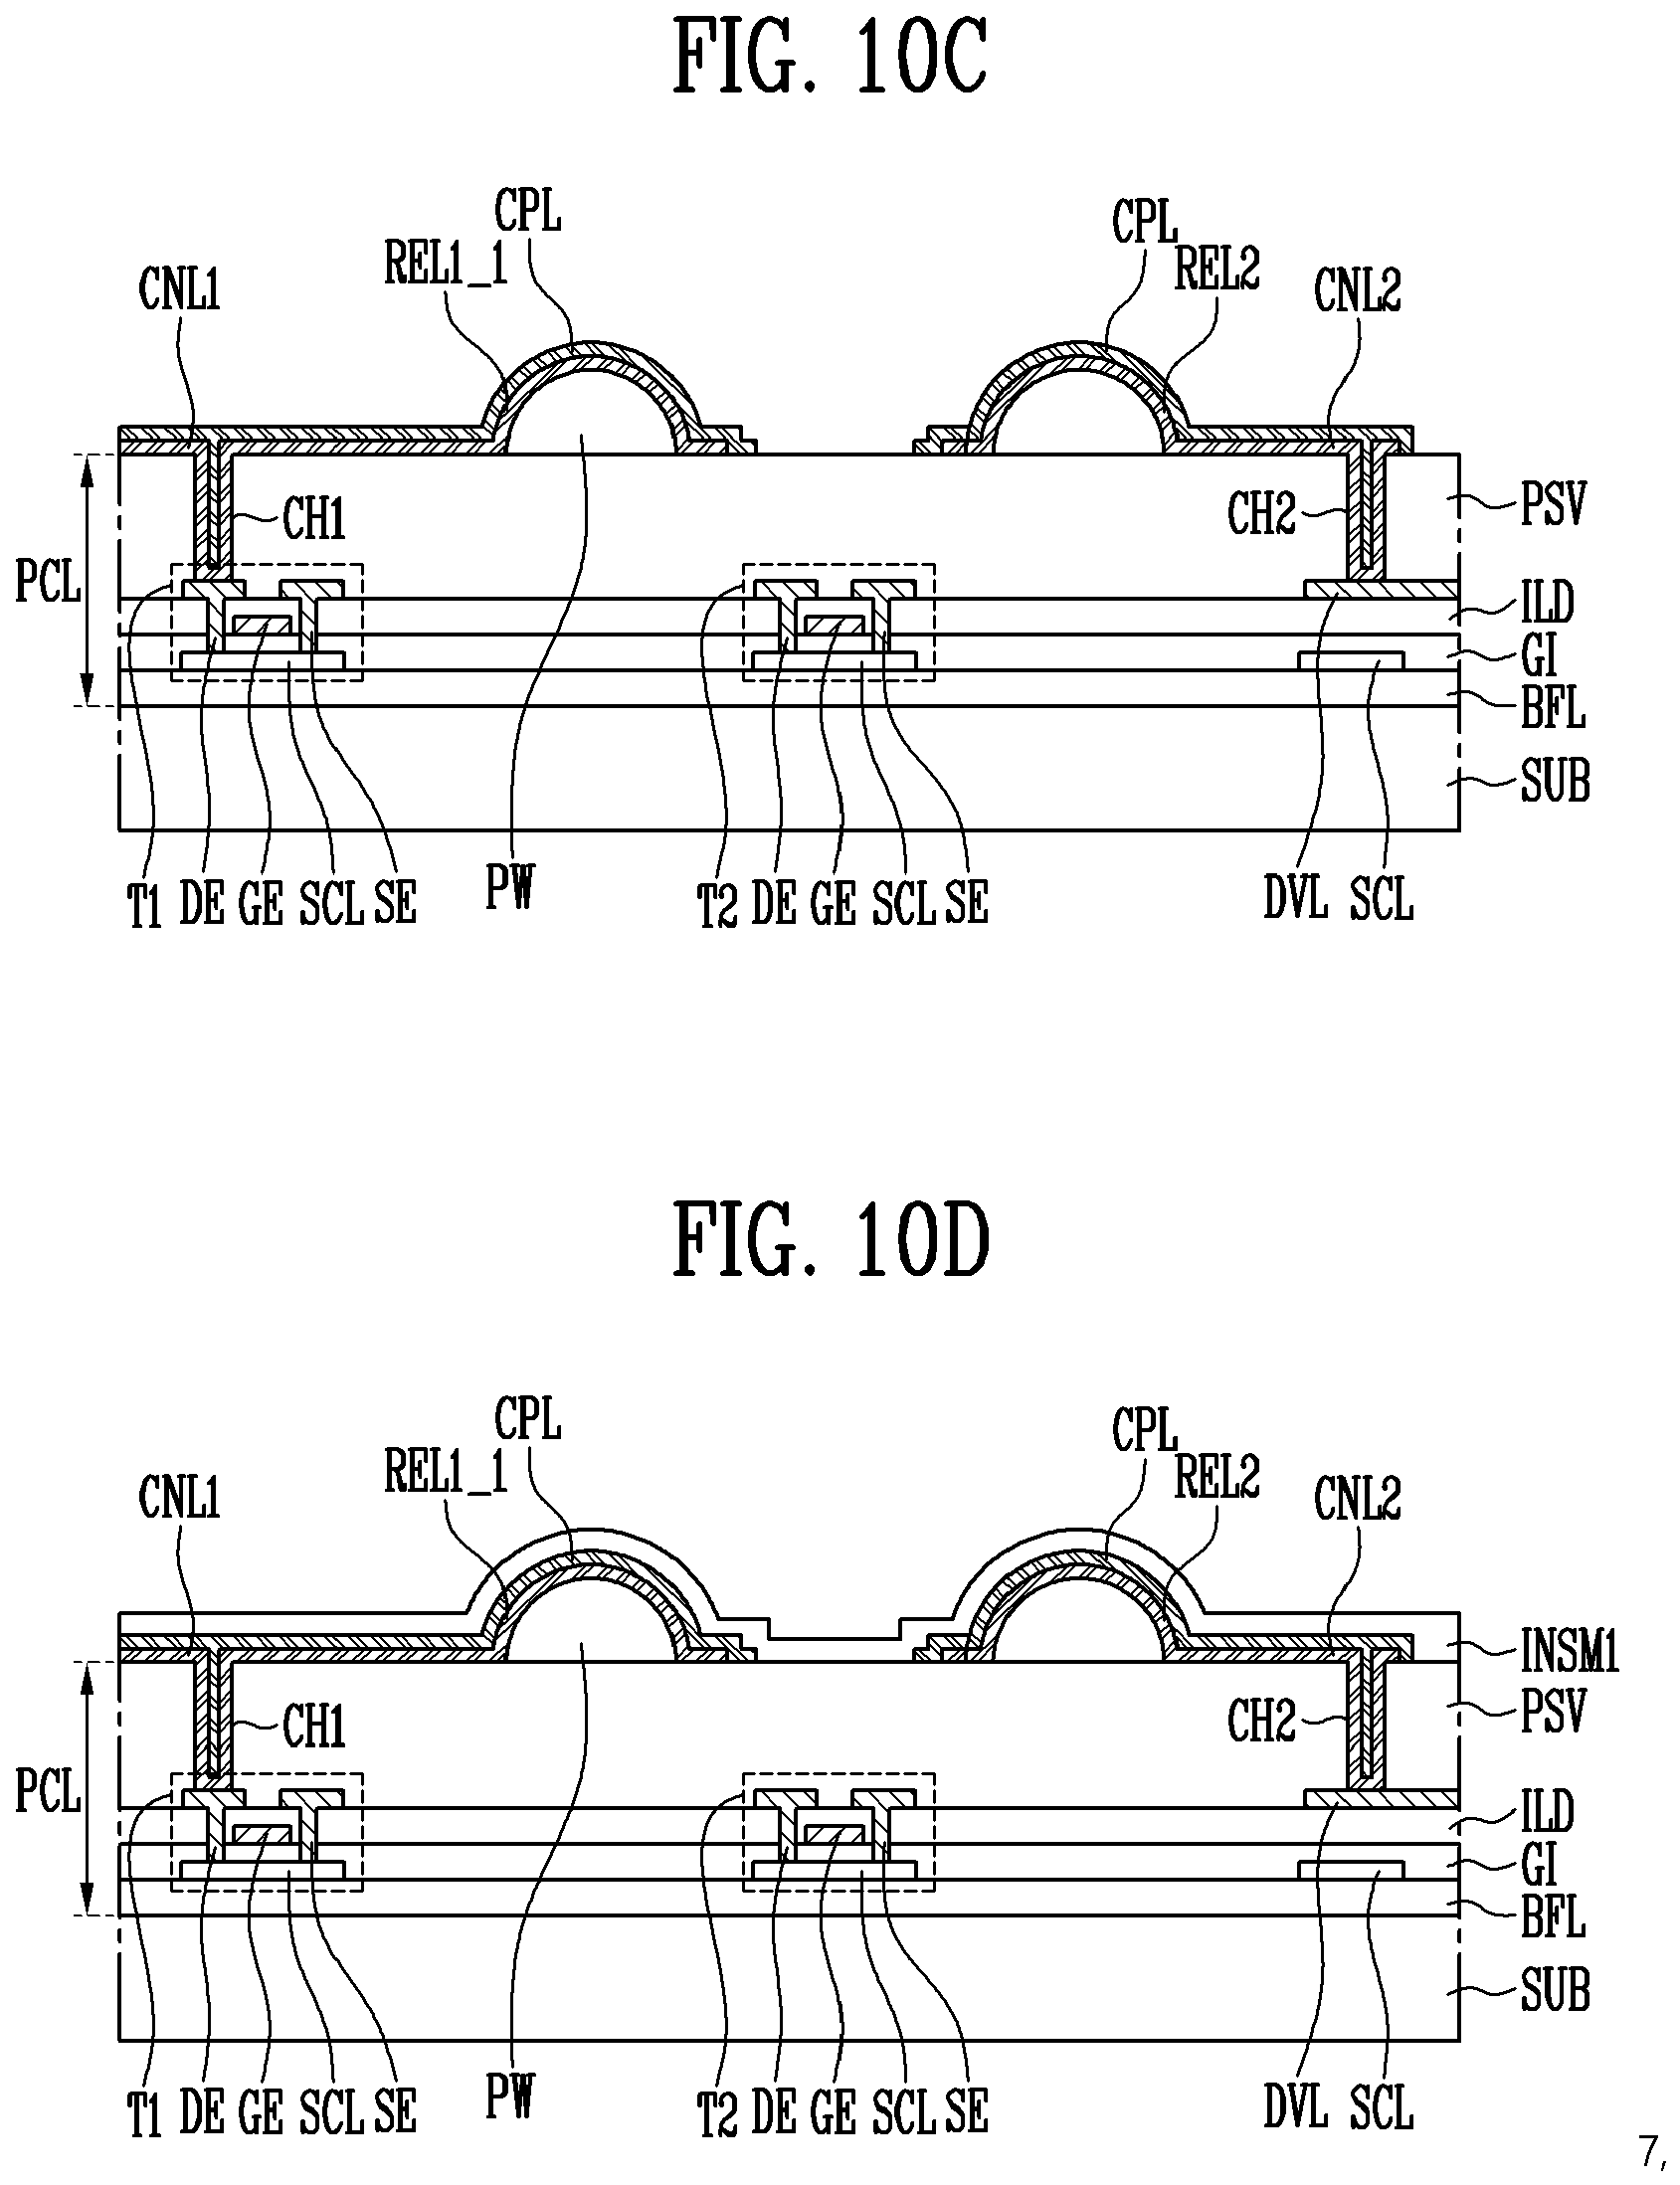 FIG. 10C
CPL
CPL
REL1_1
REL2
CNL1
CNL2
PSV
CH1
CH2
PCL
ILD
GI
BFL
SUB
T1 DE GE SCL SE PW T2 DE GE SCL SE DVL SCL
FIG. 10D
CPL
CPL
REL1_1
REL2
CNL1
CNL2
INSM1
PSV
CH1
CH2
PCL
ILD
GI
BFL
SUB
T1 DE GE SCL SE PW T2 DE GE SCL SE DVL SCL
7,